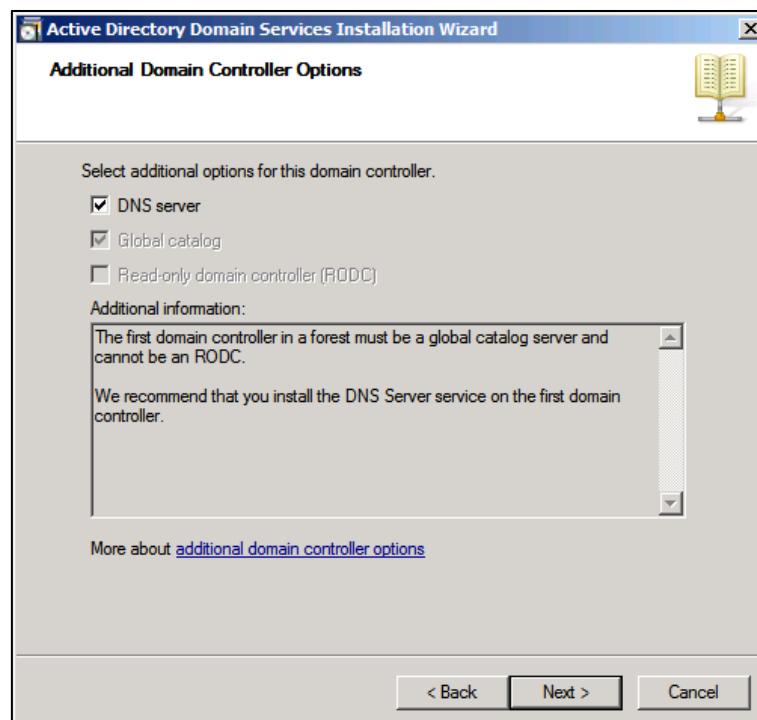 Active Directory Domain Services Installation Wizard
Additional Domain Controller Options
Select additional options for this domain controller.
DNS server
Global catalog
Read-only domain controller (RODC)
Additional information:
The first domain controller in a forest must be a global catalog server and
cannot be an RODC.
We recommend that you install the DNS Server service on the first domain
controller.
More about additional domain controller options
< Back Next > Cancel